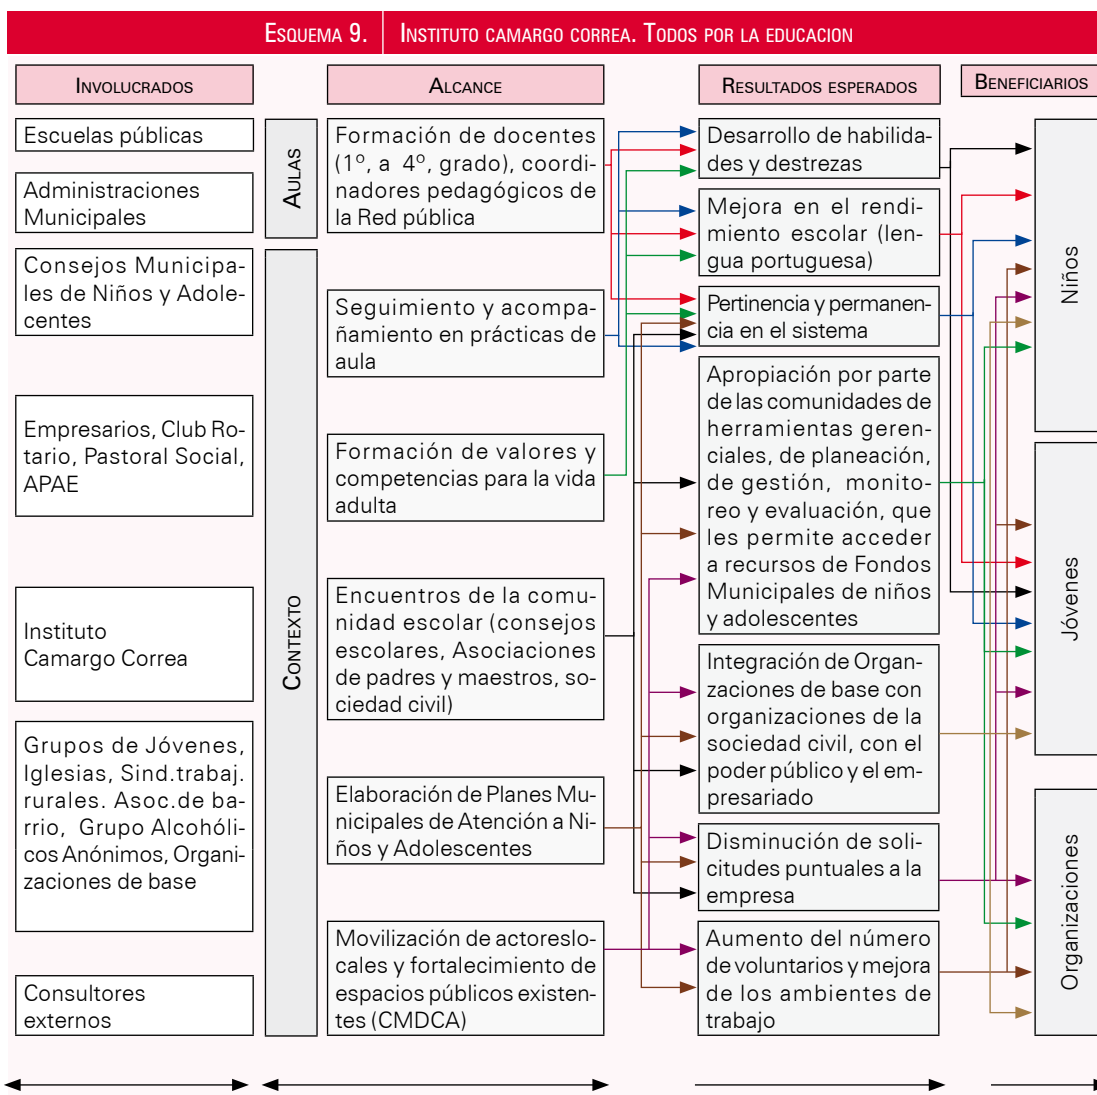 ESQUEMA 9. INSTITUTO CAMARGO CORREA. TODOS POR LA EDUCACION
INVOLUCRADOS
Escuelas públicas
Administraciones
Municipales
Consejos Municipa-
les de Niños y Adole-
centes
Empresarios, Club Ro-
tario, Pastoral Social,
APAE
Instituto
Camargo Correa
Grupos de Jóvenes,
Iglesias, Sind.trabaj.
rurales. Asoc.de ba-
rrio, Grupo Alcohóli-
cos Anónimos, Organi-
zaciones de base
Consultores
externos
AULAS
CONTEXTO
ALCANCE
Formación de docentes
(1º, a 4º, grado), coordi-
nadores pedagógicos de
la Red pública
Seguimiento y acompa-
ñamiento en prácticas de
aula
Formación de valores y
competencias para la vida
adulta
Encuentros de la comu-
nidad escolar (consejos
escolares, Asociaciones
de padres y maestros, so-
ciedad civil)
Elaboración de Planes Mu-
nicipales de Atención a Ni-
ños y Adolescentes
Movilización de actoreslo-
cales y fortalecimiento de
espacios públicos existen-
tes (CMDCA)
RESULTADOS ESPERADOS
Desarrollo de habilida-
des y destrezas
Mejora en el rendi-
miento escolar (len-
gua portuguesa)
Pertinencia y permanen-
cia en el sistema
Apropiación por parte
de las comunidades de
herramientas geren-
ciales, de planeación,
de gestión, monito-
reo y evaluación, que
les permite acceder
a recursos de Fondos
Municipales de niños
y adolescentes
Integración de Organ-
zaciones de base con
organizaciones de la
sociedad civil, con el
poder público y el em-
presariado
Disminución de soli-
citudes puntuales a la
empresa
Aumento del número
de voluntarios y mejora
de los ambientes de
trabajo
BENEFICIARIOS
Niños
Jóvenes
Organizaciones